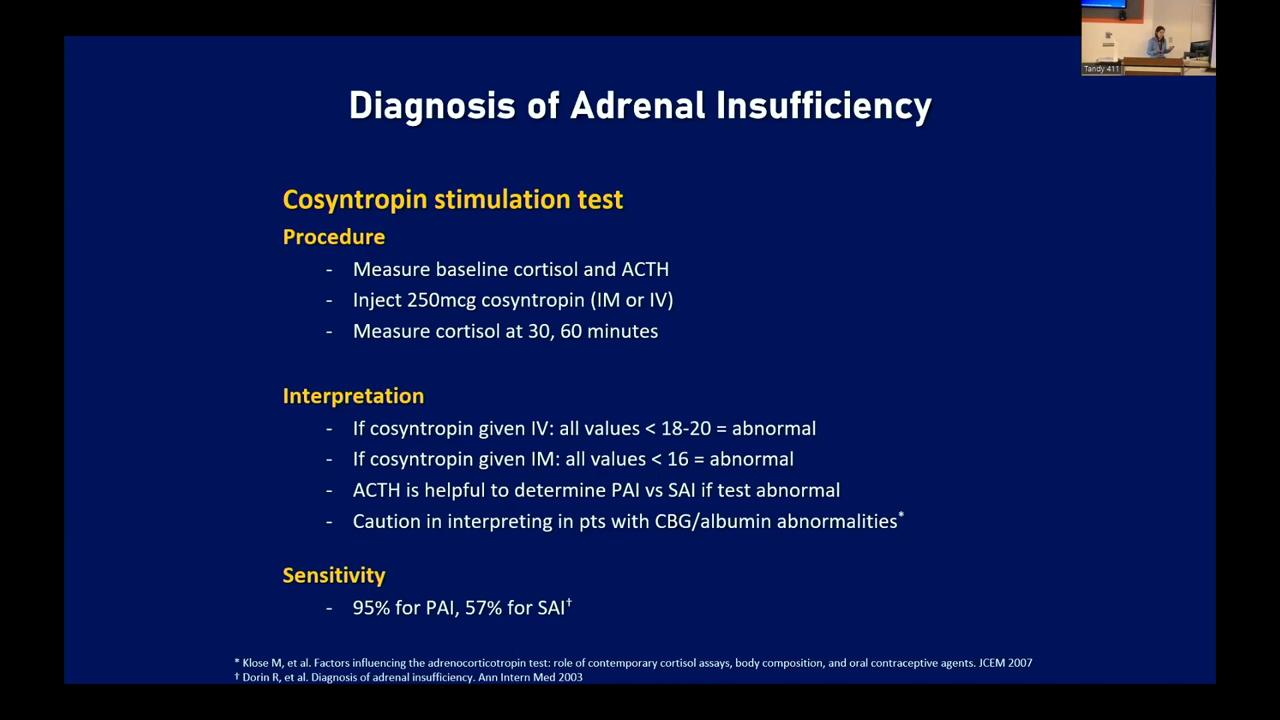 Tandy 411
Diagnosis of Adrenal Insufficiency
Cosyntropin stimulation test
Procedure
- Measure baseline cortisol and ACTH
- Inject 250mcg cosyntropin (IM or IV)
- Measure cortisol at 30, 60 minutes
Interpretation
- If cosyntropin given IV: all values < 18-20 = abnormal
- If cosyntropin given IM: all values < 16 = abnormal
- ACTH is helpful to determine PAI vs SAI if test abnormal
- Caution in interpreting in pts with CBG/albumin abnormalities*
Sensitivity
- 95% for PAI, 57% for SAI†
* Klose M, et al. Factors influencing the adrenocorticotropin test: role of contemporary cortisol assays, body composition, and oral contraceptive agents. JCEM 2007
† Dorin R, et al. Diagnosis of adrenal insufficiency. Ann Intern Med 2003